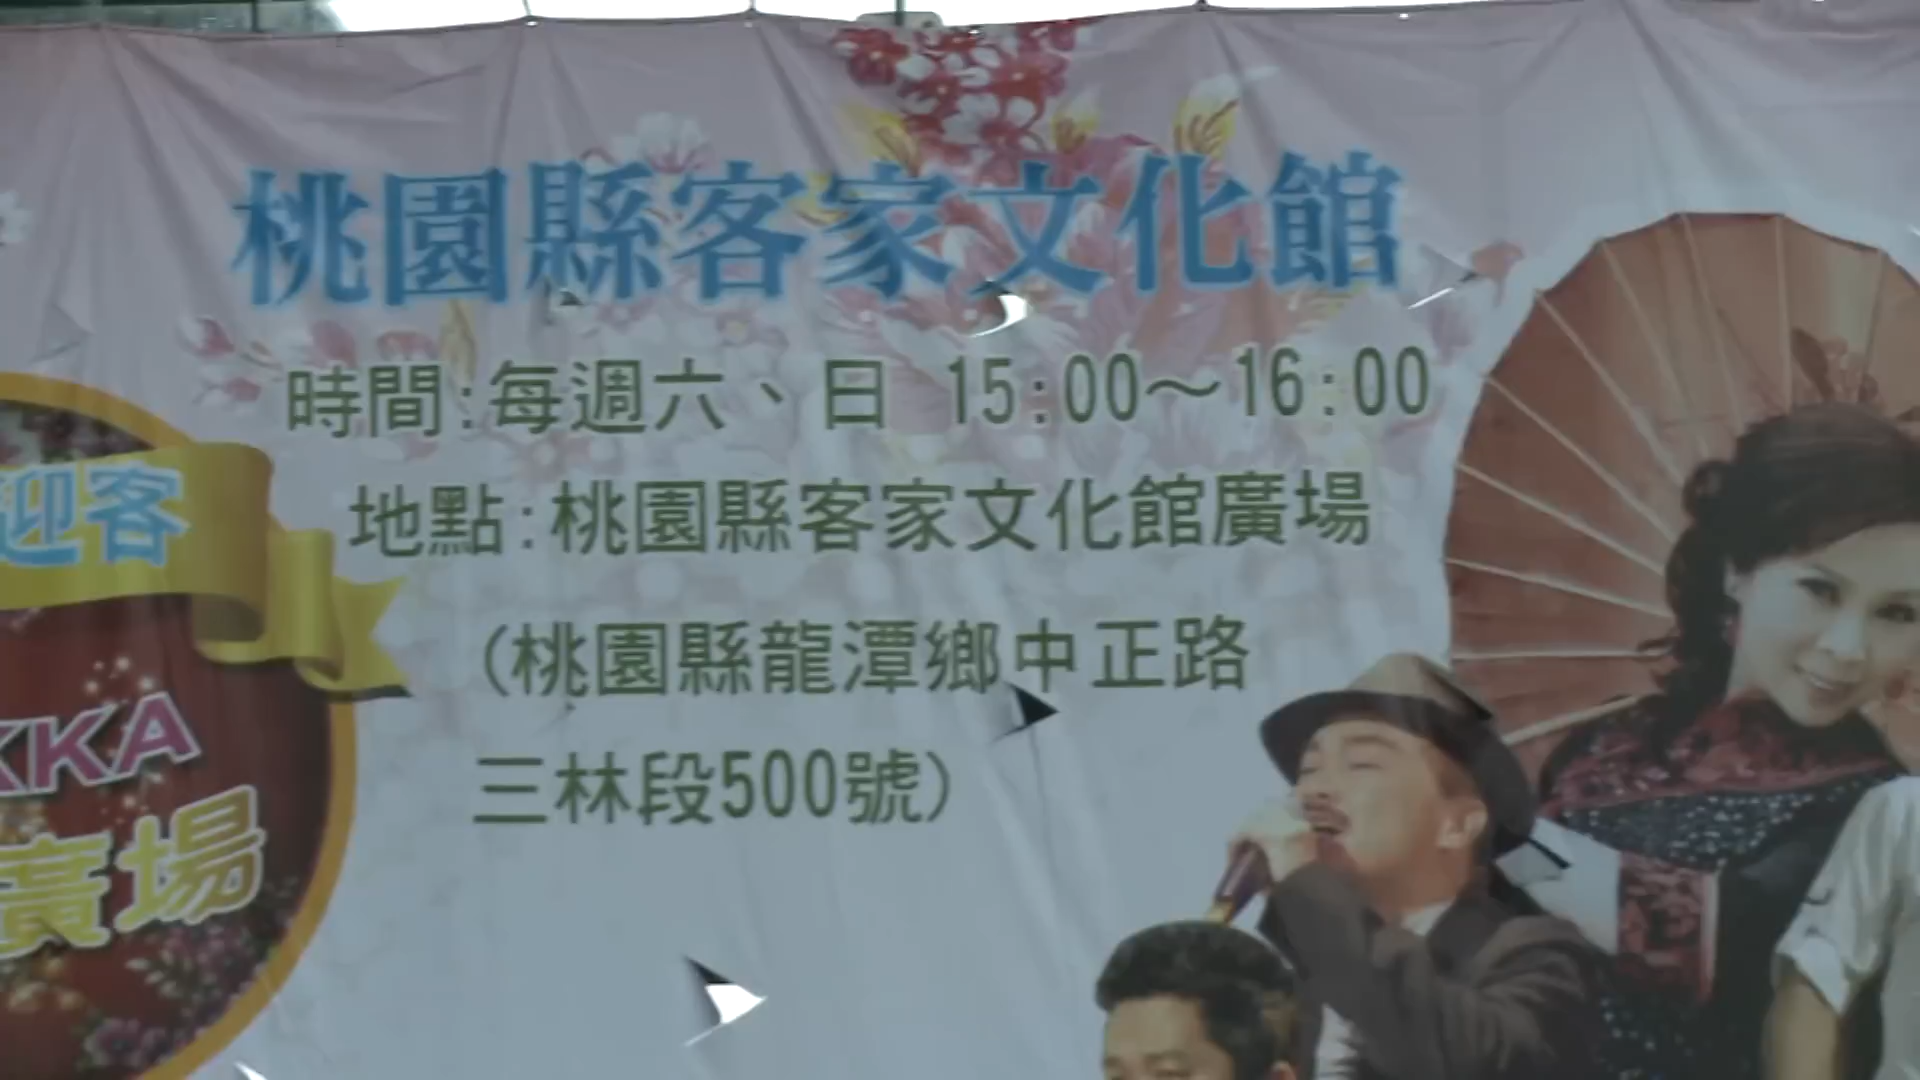 桃園縣客家文化館
時間:每週六、日 15:00～16:00
地點:桃園縣客家文化館廣場
(桃園縣龍潭鄉中正路
三林段500號)
迎客
KKA
廣場